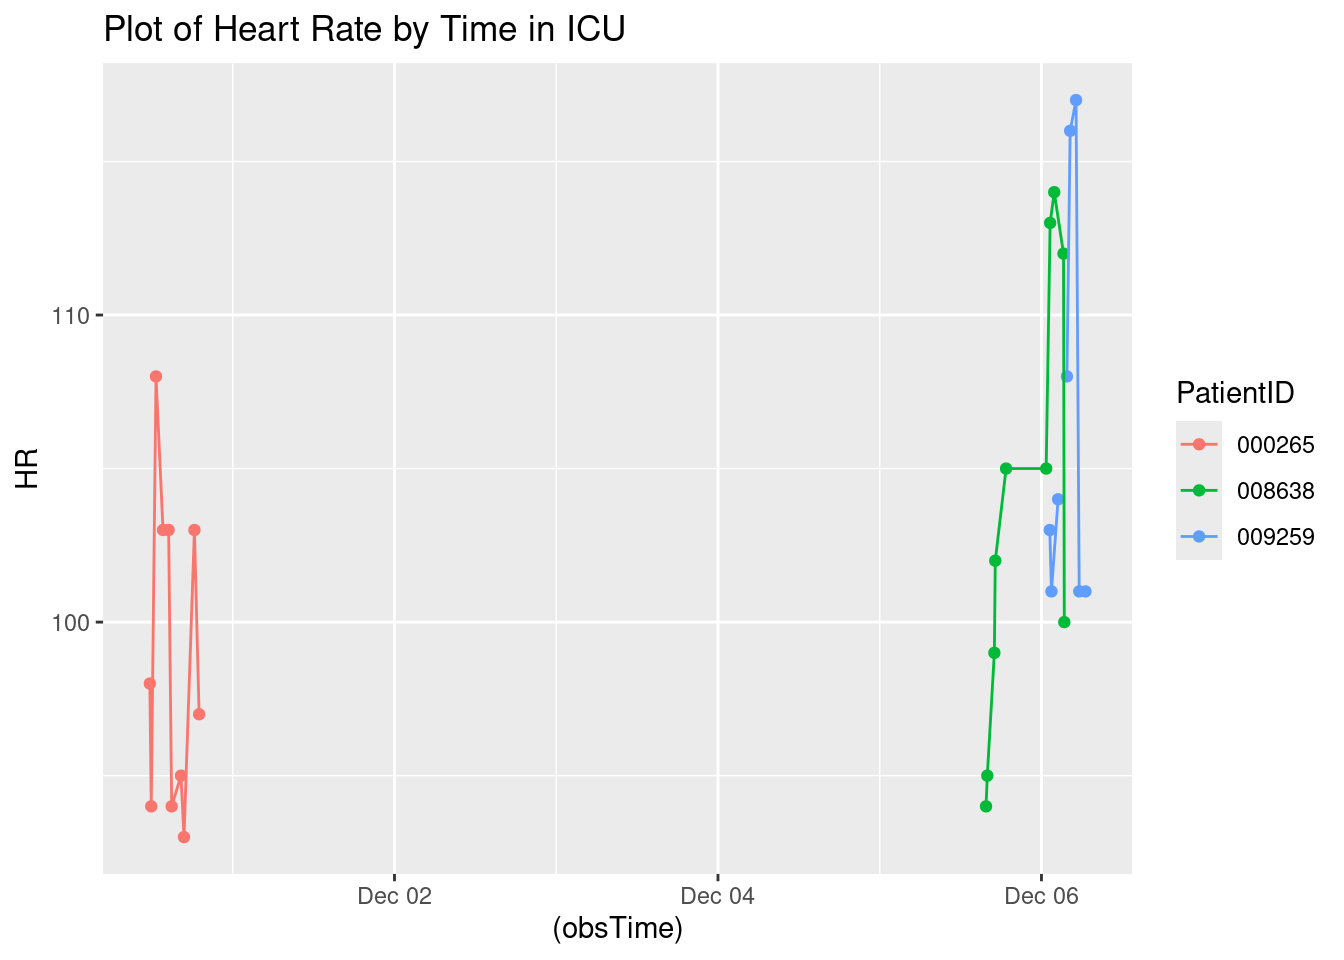 Plot of Heart Rate by Time in ICU
110
100
HR
Dec 02
Dec 04
Dec 06
(obsTime)
PatientID
000265
008638
009259